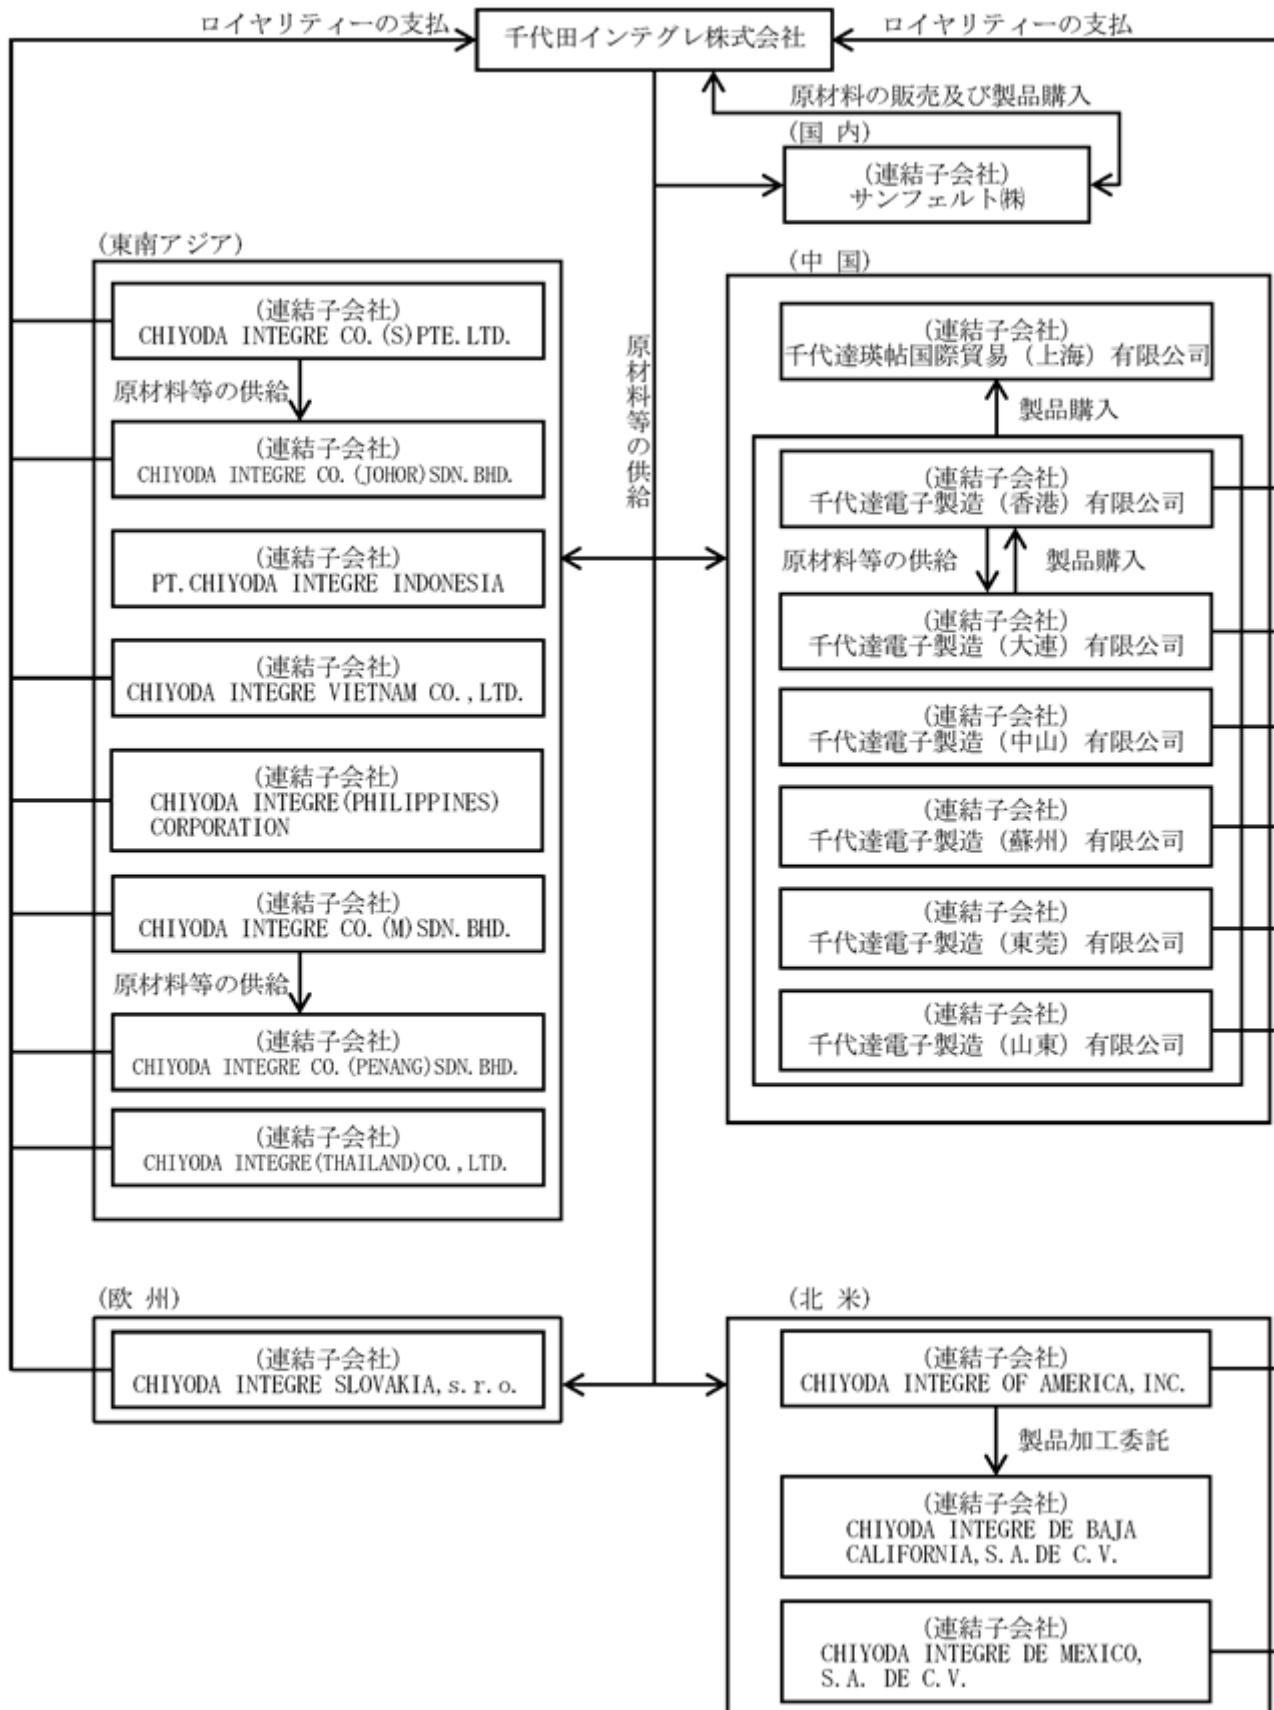 ロイヤリティーの支払
千代田インテグレ株式会社
ロイヤリティーの支払
原材料の販売及び製品購入
(国 内)
(連結子会社)
サンフェルト㈱
原材料等の供給
(東南アジア)
(連結子会社)
CHIYODA INTEGRE CO.(S)PTE.LTD.
原材料等の供給
(連結子会社)
CHIYODA INTEGRE CO.(JOHOR)SDN.BHD.
(連結子会社)
PT.CHIYODA INTEGRE INDONESIA
(連結子会社)
CHIYODA INTEGRE VIETNAM CO.,LTD.
(連結子会社)
CHIYODA INTEGRE(PHILIPPINES)
CORPORATION
(連結子会社)
CHIYODA INTEGRE CO.(M)SDN.BHD.
原材料等の供給
(連結子会社)
CHIYODA INTEGRE CO.(PENANG)SDN.BHD.
(連結子会社)
CHIYODA INTEGRE(THAILAND)CO.,LTD.
(中 国)
(連結子会社)
千代達瑛帖国際貿易（上海）有限公司
製品購入
(連結子会社)
千代達電子製造（香港）有限公司
原材料等の供給
製品購入
(連結子会社)
千代達電子製造（大連）有限公司
(連結子会社)
千代達電子製造（中山）有限公司
(連結子会社)
千代達電子製造（蘇州）有限公司
(連結子会社)
千代達電子製造（東莞）有限公司
(連結子会社)
千代達電子製造（山東）有限公司
(欧 州)
(連結子会社)
CHIYODA INTEGRE SLOVAKIA,s.r.o.
(北 米)
(連結子会社)
CHIYODA INTEGRE OF AMERICA,INC.
製品加工委託
(連結子会社)
CHIYODA INTEGRE DE BAJA
CALIFORNIA,S.A.DE C.V.
(連結子会社)
CHIYODA INTEGRE DE MEXICO,
S.A. DE C.V.